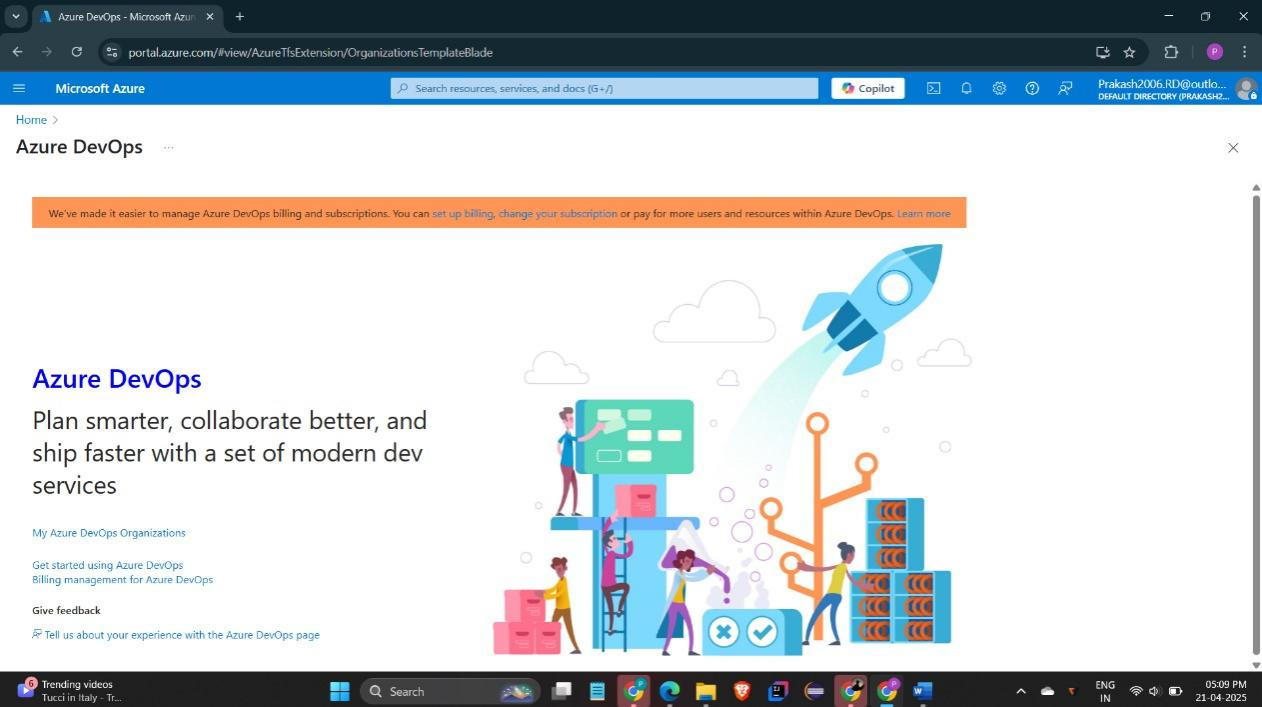 Azure DevOps - Microsoft Azur
portal.azure.com/#view/AzureTfsExtension/OrganizationsTemplateBlade
P
Microsoft Azure
Search resources, services, and docs (G+/)
Copilot
Prakash2006.RD@outlo...
DEFAULT DIRECTORY (PRAKASH2...
Home >
Azure DevOps ...
We've made it easier to manage Azure DevOps billing and subscriptions. You can set up billing, change your subscription or pay for more users and resources within Azure DevOps. Learn more
Azure DevOps
Plan smarter, collaborate better, and
ship faster with a set of modern dev
services
My Azure DevOps Organizations
Get started using Azure DevOps
Billing management for Azure DevOps
Give feedback
Tell us about your experience with the Azure DevOps page
6
Trending videos
Tucci in Italy - Tr...
Search
ENG
IN
05:09 PM
21-04-2025